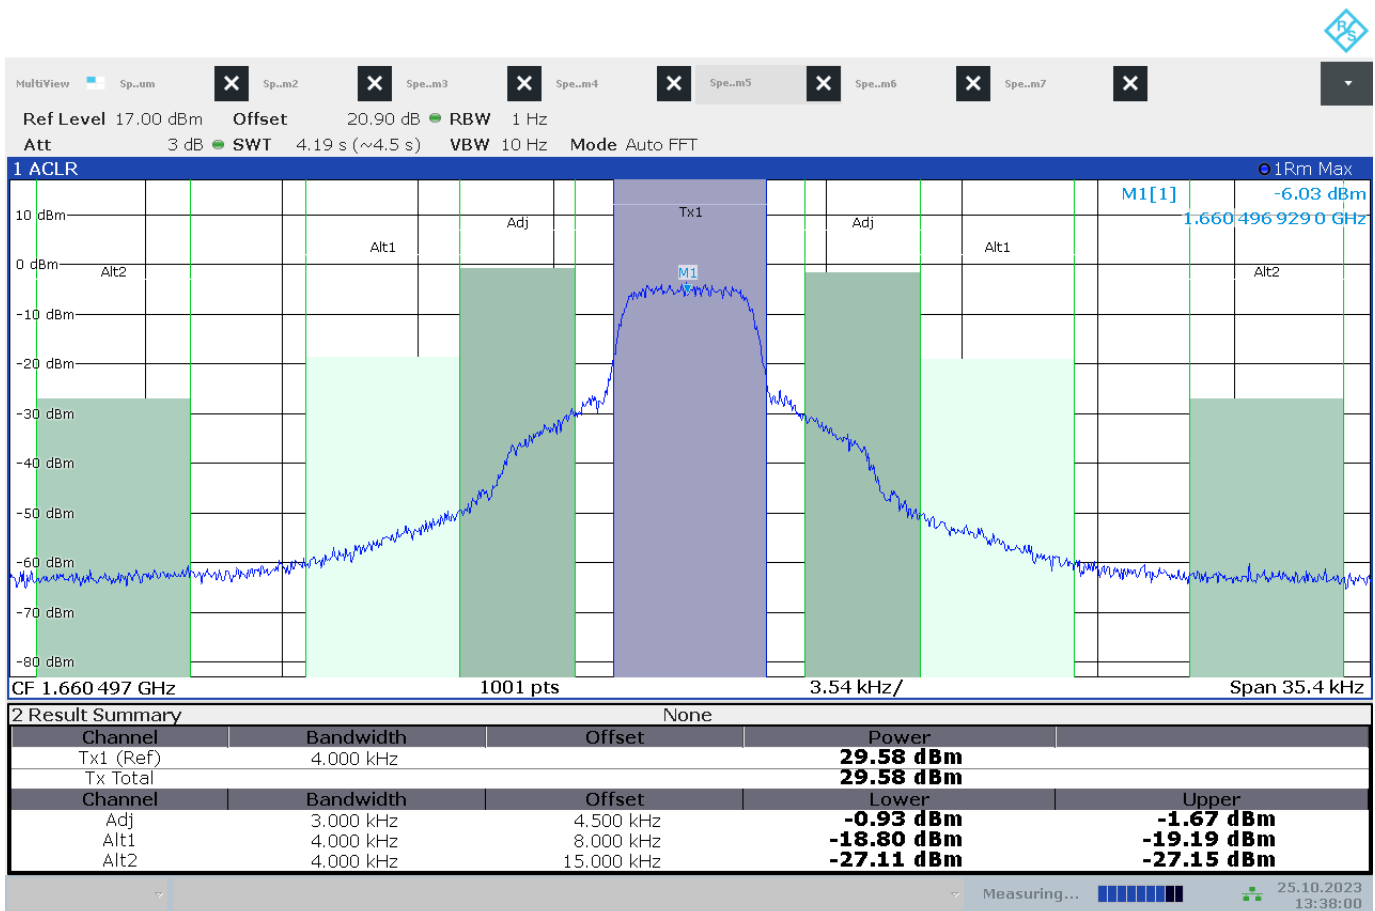 R&S
MultiView Sp..um Sp..m2 Spe..m3 Spe..m4 Spe..m5 Spe..m6 Spe..m7
Ref Level 17.00 dBm Offset 20.90 dB RBW 1 Hz
Att 3 dB SWT 4.19 s (~4.5 s) VBW 10 Hz Mode Auto FFT
1 ACLR 1Rm Max
M1[1] -6.03 dBm
1.660 496 929 0 GHz
10 dBm
Adj Tx1 Adj
Alt1 Alt1
0 dBm
Alt2 M1 Alt2
-10 dBm
-20 dBm
-30 dBm
-40 dBm
-50 dBm
-60 dBm
-70 dBm
-80 dBm
CF 1.660 497 GHz 1001 pts 3.54 kHz/ Span 35.4 kHz
2 Result Summary None
Channel Bandwidth Offset Power
Tx1 (Ref) 4.000 kHz 29.58 dBm
Tx Total 29.58 dBm
Channel Bandwidth Offset Lower Upper
Adj 3.000 kHz 4.500 kHz -0.93 dBm -1.67 dBm
Alt1 4.000 kHz 8.000 kHz -18.80 dBm -19.19 dBm
Alt2 4.000 kHz 15.000 kHz -27.11 dBm -27.15 dBm
Measuring... 25.10.2023
13:38:00